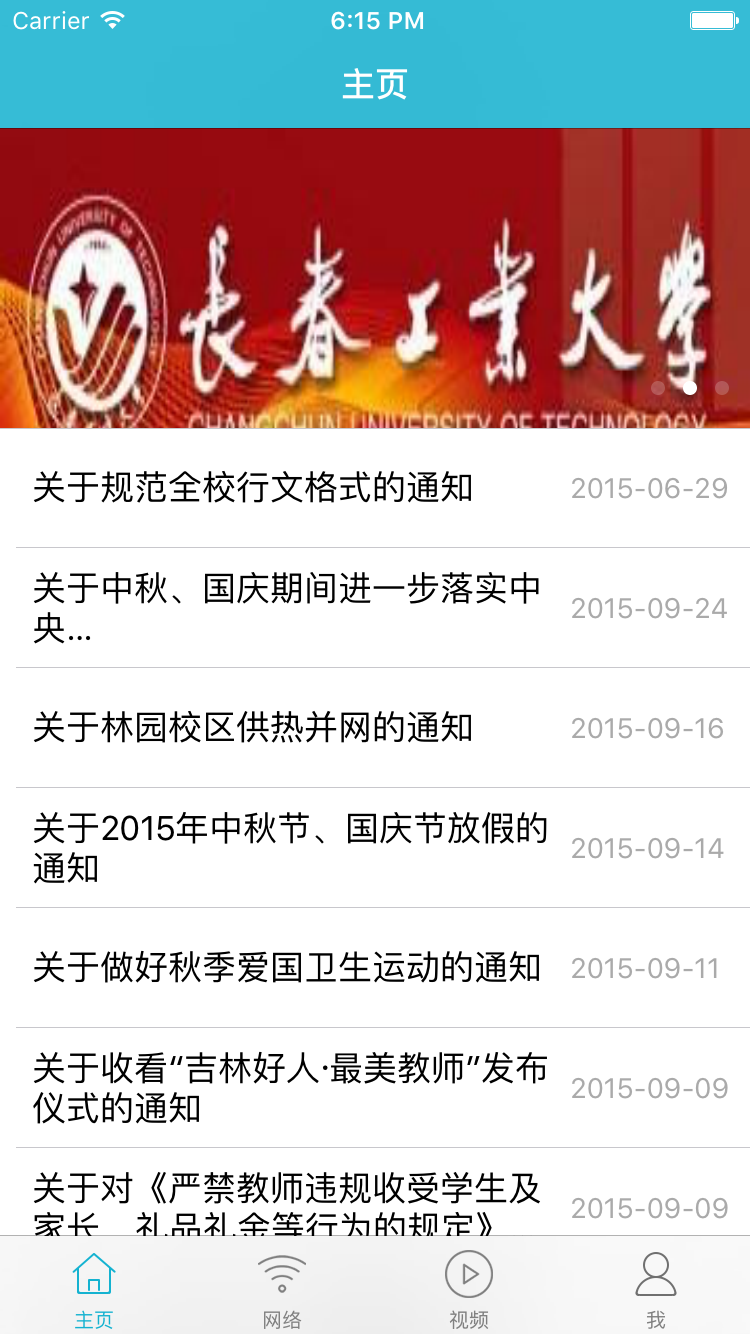 Carrier 6:15 PM
主页
CHANGCHUN UNIVERSITY OF TECHNOLOGY
长春工业大学
CHANGCHUN UNIVERSITY OF TECHNOLOGY
关于规范全校行文格式的通知 2015-06-29
关于中秋、国庆期间进一步落实中
央... 2015-09-24
关于林园校区供热并网的通知 2015-09-16
关于2015年中秋节、国庆节放假的
通知 2015-09-14
关于做好秋季爱国卫生运动的通知 2015-09-11
关于收看“吉林好人·最美教师”发布
仪式的通知 2015-09-09
关于对《严禁教师违规收受学生及
家长　礼品礼金等行为的规定》 2015-09-09
主页 网络 视频 我